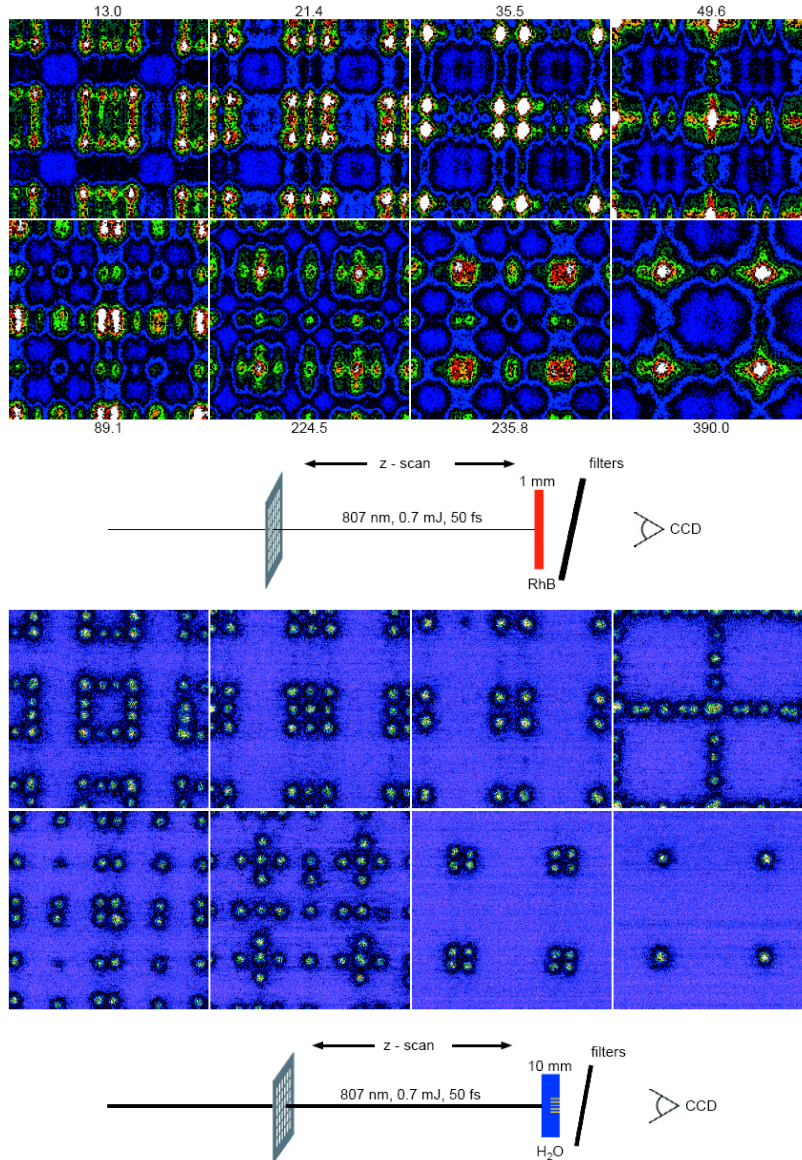 13.0 21.4 35.5 49.6
89.1 224.5 235.8 390.0
z - scan
filters
1 mm
807 nm, 0.7 mJ, 50 fs
CCD
RhB
z - scan
filters
10 mm
807 nm, 0.7 mJ, 50 fs
CCD
H₂O